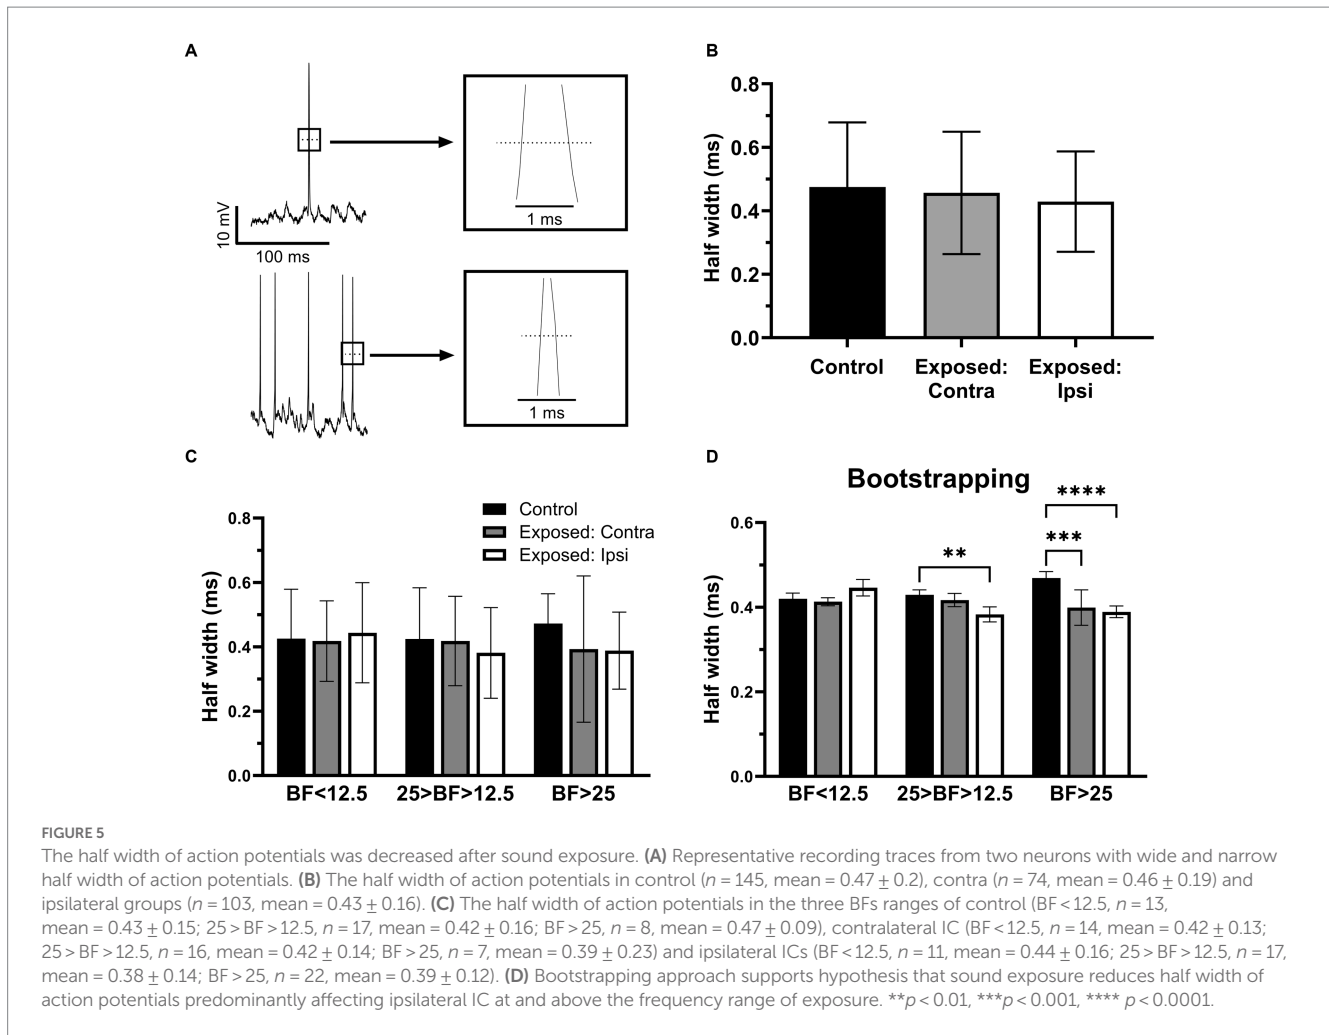 A
10 mV
100 ms
1 ms
1 ms
B
Half width (ms)
0.8
0.6
0.4
0.2
0.0
Control
Exposed: Contra
Exposed: Ipsi
C
Half width (ms)
0.8
0.6
0.4
0.2
0.0
Control
Exposed: Contra
Exposed: Ipsi
BF<12.5
25>BF>12.5
BF>25
D
Bootstrapping
Half width (ms)
0.6
0.4
0.2
0.0
**
***
****
BF<12.5
25>BF>12.5
BF>25
FIGURE 5
The half width of action potentials was decreased after sound exposure. (A) Representative recording traces from two neurons with wide and narrow
half width of action potentials. (B) The half width of action potentials in control (n = 145, mean = 0.47 ± 0.2), contra (n = 74, mean = 0.46 ± 0.19) and
ipsilateral groups (n = 103, mean = 0.43 ± 0.16). (C) The half width of action potentials in the three BFs ranges of control (BF < 12.5, n = 13,
mean = 0.43 ± 0.15; 25 > BF > 12.5, n = 17, mean = 0.42 ± 0.16; BF > 25, n = 8, mean = 0.47 ± 0.09), contralateral IC (BF < 12.5, n = 14, mean = 0.42 ± 0.13;
25 > BF > 12.5, n = 16, mean = 0.42 ± 0.14; BF > 25, n = 7, mean = 0.39 ± 0.23) and ipsilateral ICs (BF < 12.5, n = 11, mean = 0.44 ± 0.16; 25 > BF > 12.5, n = 17,
mean = 0.38 ± 0.14; BF > 25, n = 22, mean = 0.39 ± 0.12). (D) Bootstrapping approach supports hypothesis that sound exposure reduces half width of
action potentials predominantly affecting ipsilateral IC at and above the frequency range of exposure. **p < 0.01, ***p < 0.001, **** p < 0.0001.